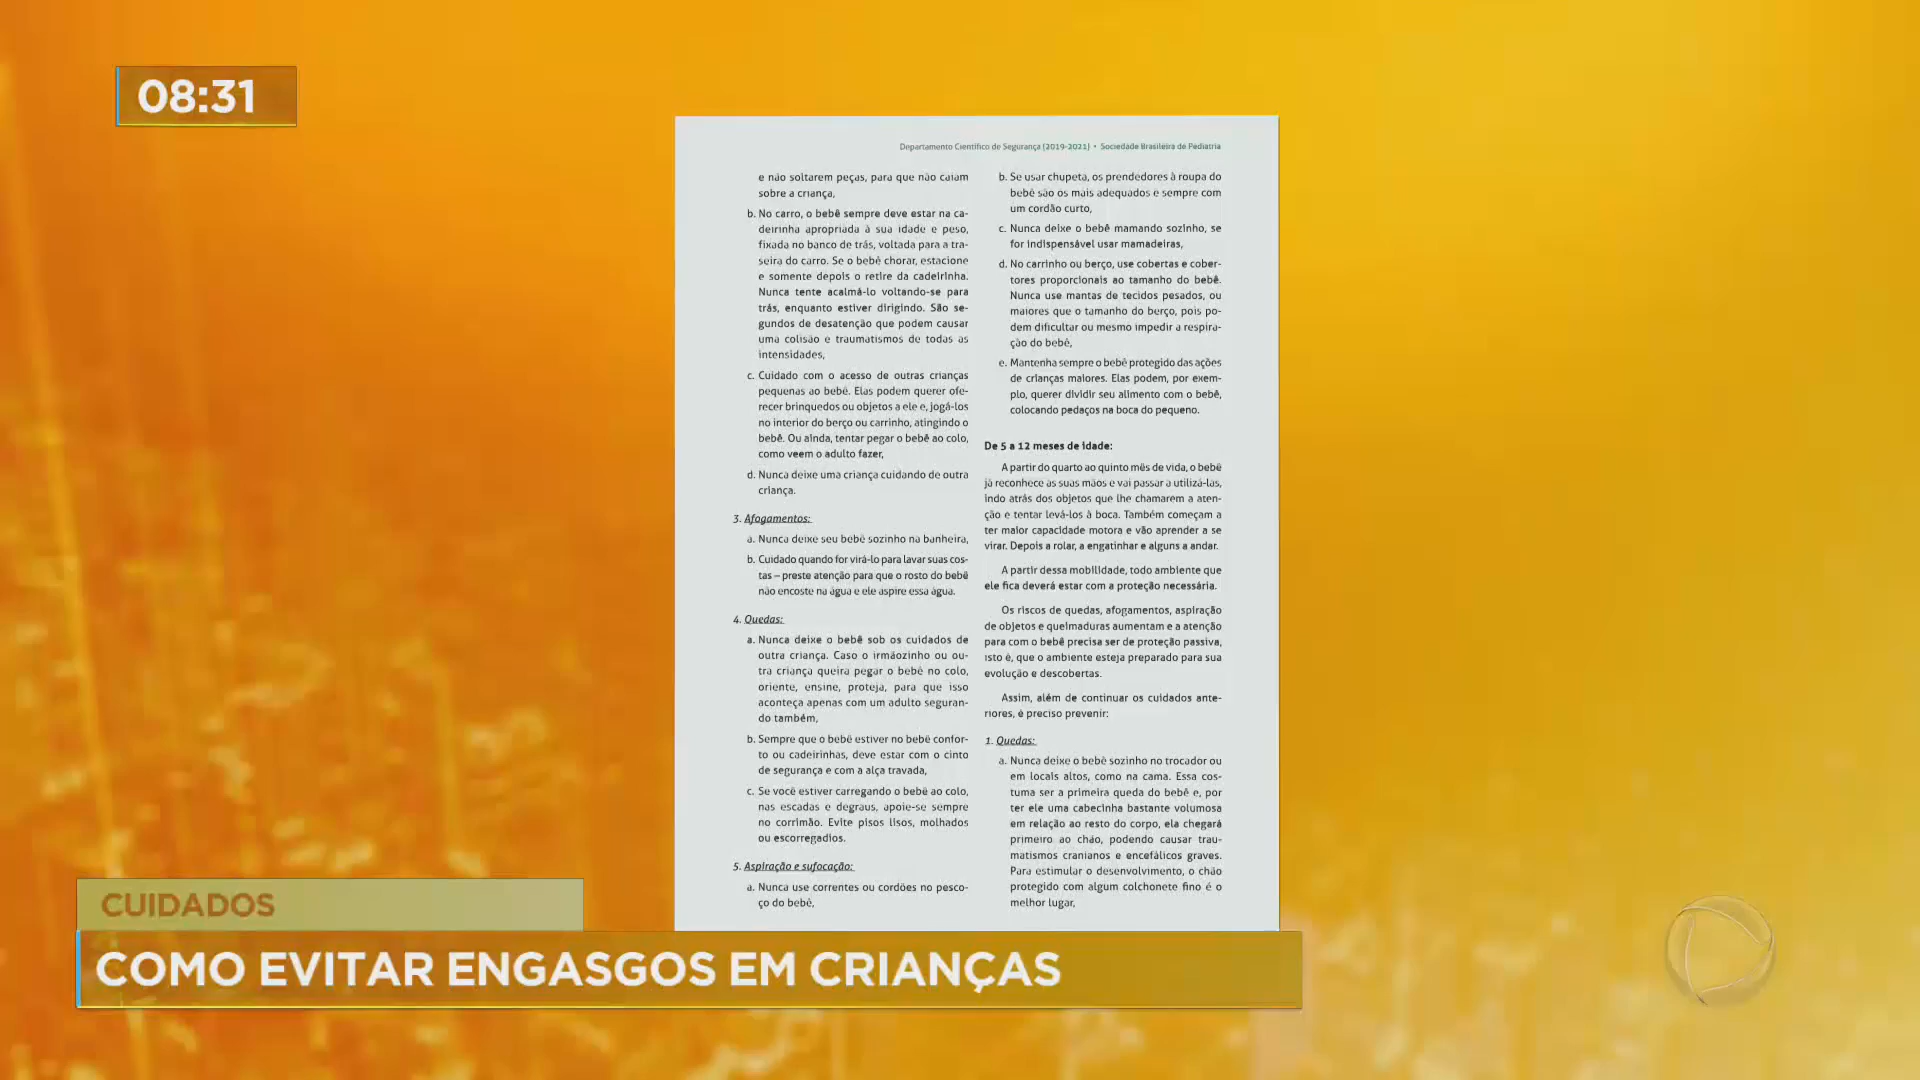 08:31
Departamento Científico de Segurança (2019-2021) • Sociedade Brasileira de Pediatria
e não soltarem peças, para que não caiam
sobre a criança,
b. No carro, o bebê sempre deve estar na ca-
deirinha apropriada à sua idade e peso,
fixada no banco de trás, voltada para a tra-
seira do carro. Se o bebê chorar, estacione
e somente depois o retire da cadeirinha.
Nunca tente acalmá-lo voltando-se para
trás, enquanto estiver dirigindo. São se-
gundos de desatenção que podem causar
uma colisão e traumatismos de todas as
intensidades,
c. Cuidado com o acesso de outras crianças
pequenas ao bebê. Elas podem querer ofe-
recer brinquedos ou objetos a ele e, jogá-los
no interior do berço ou carrinho, atingindo o
bebê. Ou ainda, tentar pegar o bebê ao colo,
como veem o adulto fazer,
d. Nunca deixe uma criança cuidando de outra
criança.
3. Afogamentos:
a. Nunca deixe seu bebê sozinho na banheira,
b. Cuidado quando for virá-lo para lavar suas cos-
tas – preste atenção para que o rosto do bebê
não encoste na água e ele aspire essa água.
4. Quedas:
a. Nunca deixe o bebê sob os cuidados de
outra criança. Caso o irmãozinho ou ou-
tra criança queira pegar o bebê no colo,
oriente, ensine, proteja, para que isso
aconteça apenas com um adulto seguran-
do também,
b. Sempre que o bebê estiver no bebê confor-
to ou cadeirinhas, deve estar com o cinto
de segurança e com a alça travada,
c. Se você estiver carregando o bebê ao colo,
nas escadas e degraus, apoie-se sempre
no corrimão. Evite pisos lisos, molhados
ou escorregadios.
5. Aspiração e sufocação:
a. Nunca use correntes ou cordões no pesco-
ço do bebê,
b. Se usar chupeta, os prendedores à roupa do
bebê são os mais adequados e sempre com
um cordão curto,
c. Nunca deixe o bebê mamando sozinho, se
for indispensável usar mamadeiras,
d. No carrinho ou berço, use cobertas e cober-
tores proporcionais ao tamanho do bebê.
Nunca use mantas de tecidos pesados, ou
maiores que o tamanho do berço, pois po-
dem dificultar ou mesmo impedir a respira-
ção do bebê,
e. Mantenha sempre o bebê protegido das ações
de crianças maiores. Elas podem, por exem-
plo, querer dividir seu alimento com o bebê,
colocando pedaços na boca do pequeno.
De 5 a 12 meses de idade:
A partir do quarto ao quinto mês de vida, o bebê
já reconhece as suas mãos e vai passar a utilizá-las,
indo atrás dos objetos que lhe chamarem a aten-
ção e tentar levá-los à boca. Também começam a
ter maior capacidade motora e vão aprender a se
virar. Depois a rolar, a engatinhar e alguns a andar.
A partir dessa mobilidade, todo ambiente que
ele fica deverá estar com a proteção necessária.
Os riscos de quedas, afogamentos, aspiração
de objetos e queimaduras aumentam e a atenção
para com o bebê precisa ser de proteção passiva,
isto é, que o ambiente esteja preparado para sua
evolução e descobertas.
Assim, além de continuar os cuidados ante-
riores, é preciso prevenir:
1. Quedas:
a. Nunca deixe o bebê sozinho no trocador ou
em locais altos, como na cama. Essa cos-
tuma ser a primeira queda do bebê e, por
ter ele uma cabecinha bastante volumosa
em relação ao resto do corpo, ela chegará
primeiro ao chão, podendo causar trau-
matismos cranianos e encefálicos graves.
Para estimular o desenvolvimento, o chão
protegido com algum colchonete fino é o
melhor lugar,
CUIDADOS
COMO EVITAR ENGASGOS EM CRIANÇAS